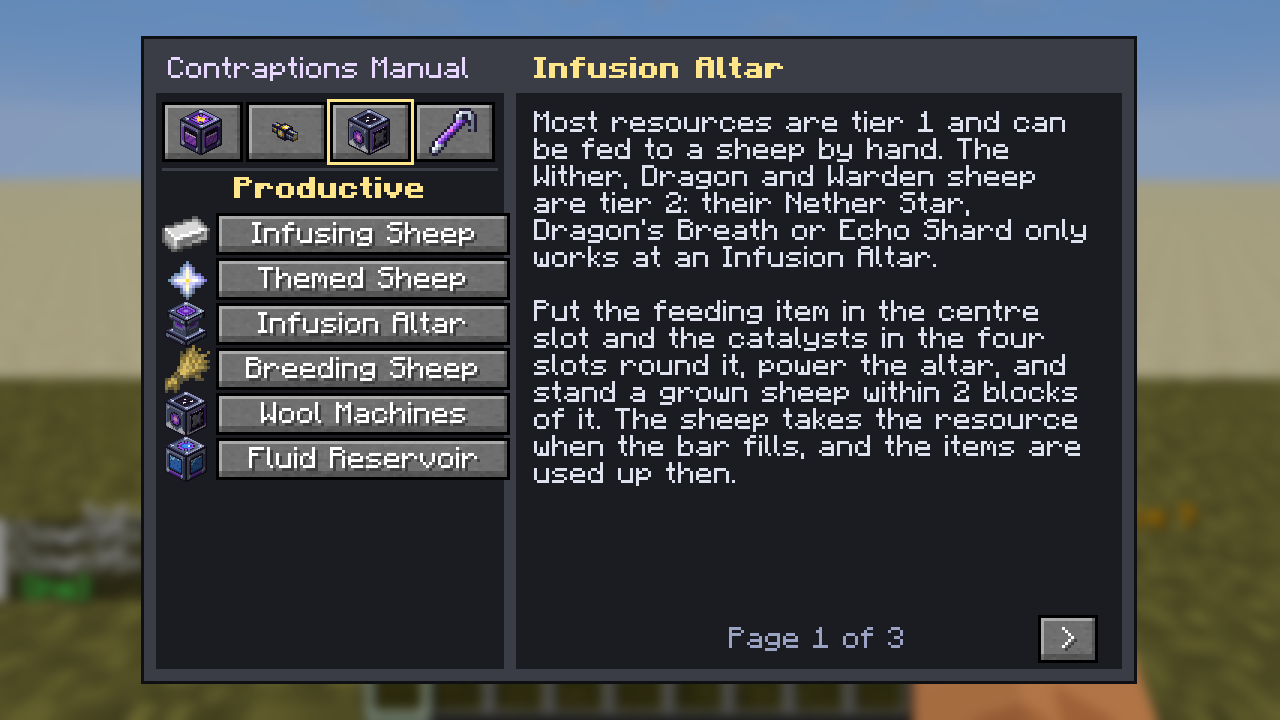 Contraptions Manual
Productive
Infusing Sheep
Themed Sheep
Infusion Altar
Breeding Sheep
Wool Machines
Fluid Reservoir
Infusion Altar
Most resources are tier 1 and can
be fed to a sheep by hand. The
Wither, Dragon and Warden sheep
are tier 2: their Nether Star,
Dragon's Breath or Echo Shard only
works at an Infusion Altar.
Put the feeding item in the centre
slot and the catalysts in the four
slots round it, power the altar, and
stand a grown sheep within 2 blocks
of it. The sheep takes the resource
when the bar fills, and the items are
used up then.
Page 1 of 3
>